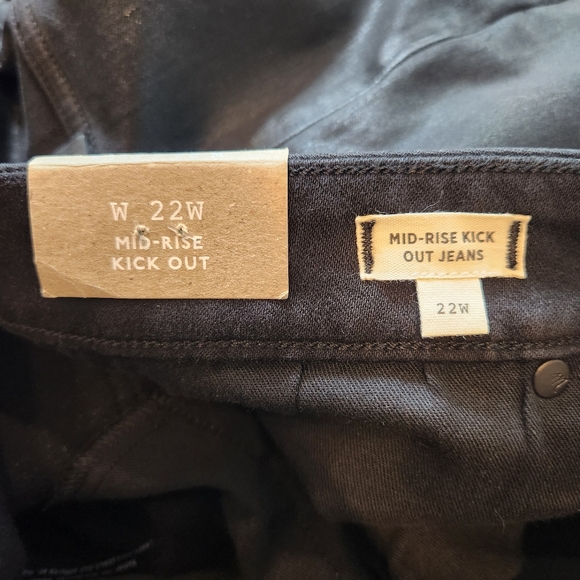 W 22W
MID-RISE
KICK OUT
MID-RISE KICK
OUT JEANS
22W